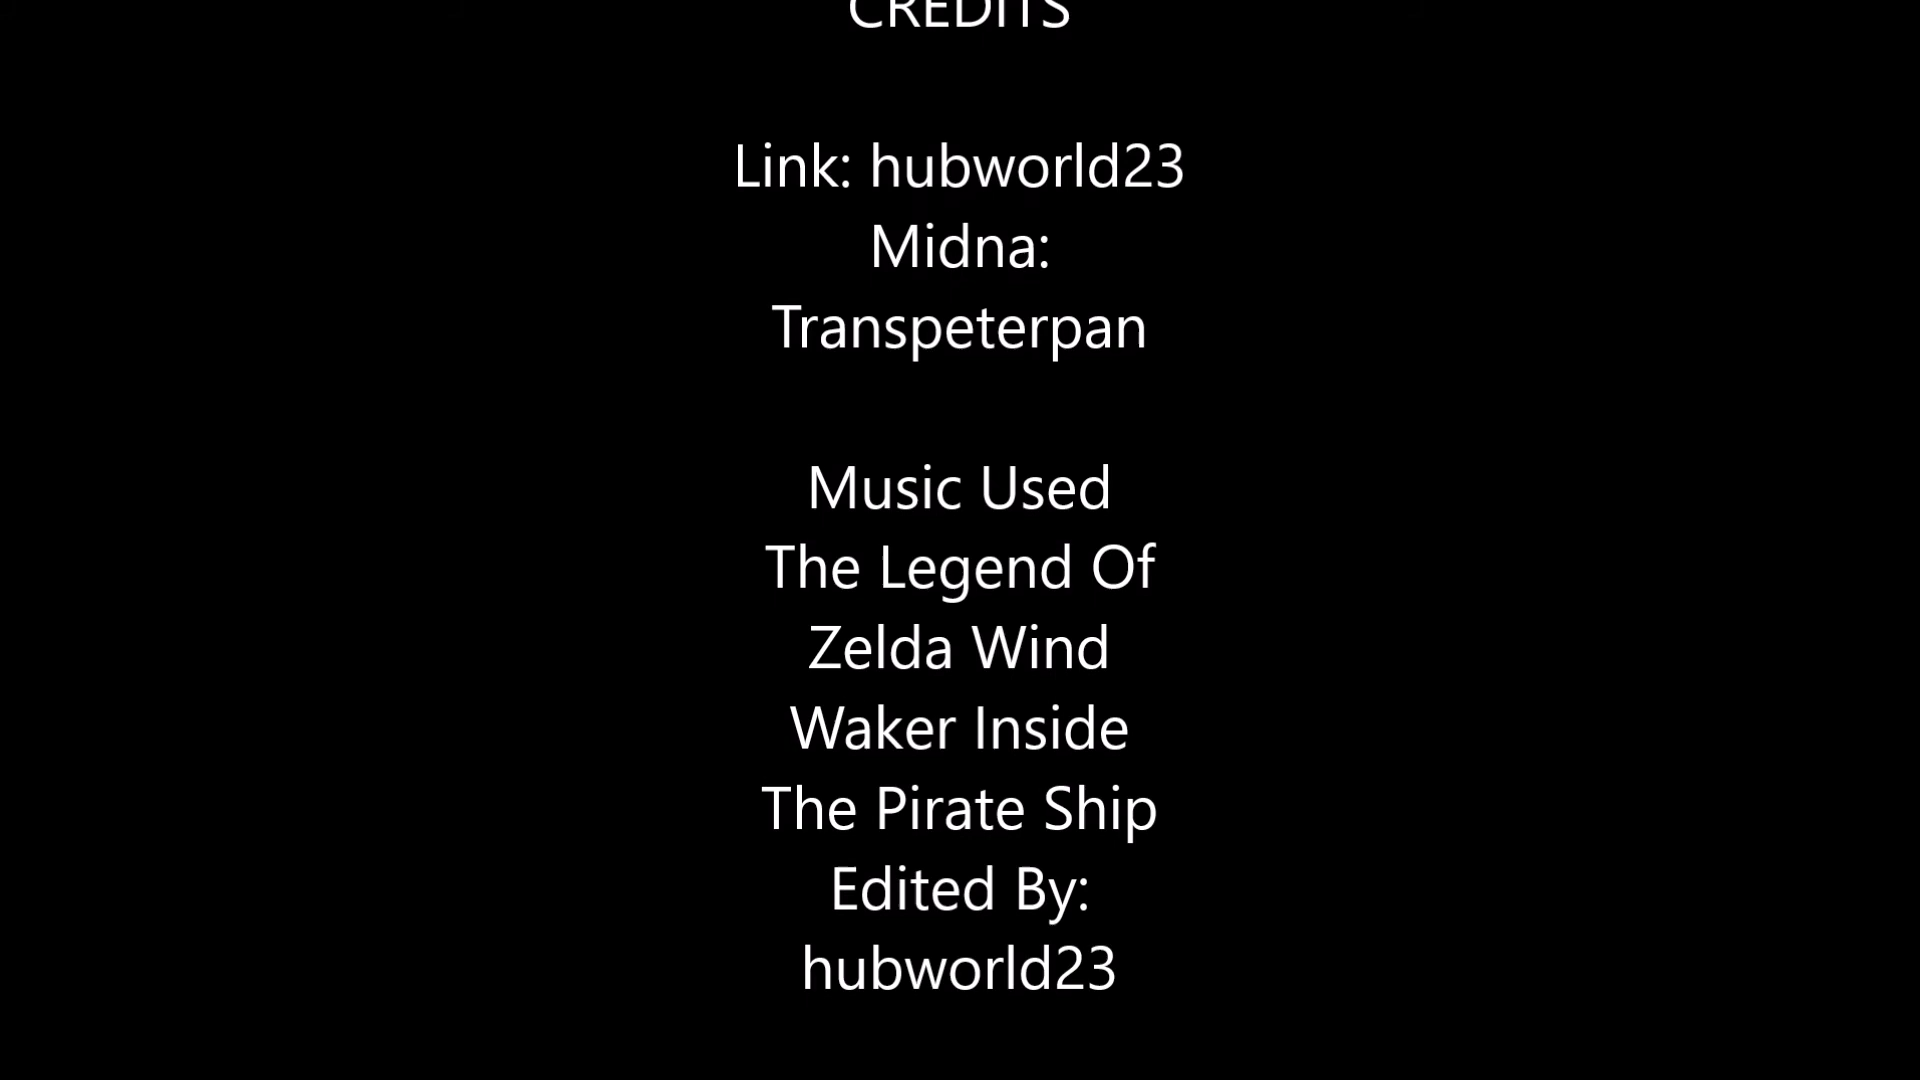 CREDITS
Link: hubworld23
Midna:
Transpeterpan
Music Used
The Legend Of
Zelda Wind
Waker Inside
The Pirate Ship
Edited By:
hubworld23